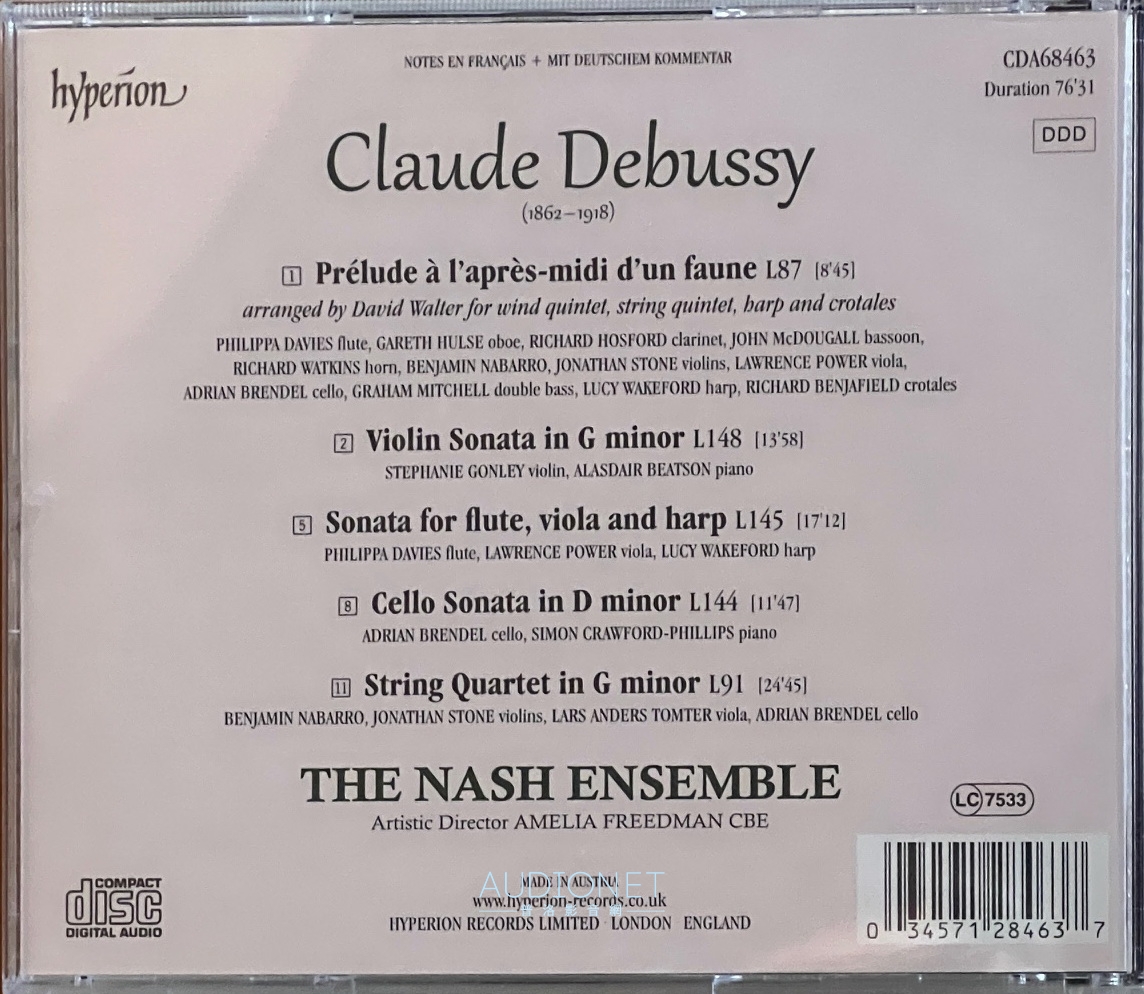 NOTES EN FRANÇAIS + MIT DEUTSCHEM KOMMENTAR
CDA68463
hyperion
Duration 76'31
DDD
Claude Debussy
(1862–1918)
1 Prélude à l'après-midi d'un faune L87 [8'45]
arranged by David Walter for wind quintet, string quintet, harp and crotales
PHILIPPA DAVIES flute, GARETH HULSE oboe, RICHARD HOSFORD clarinet, JOHN McDOUGALL bassoon,
RICHARD WATKINS horn, BENJAMIN NABARRO, JONATHAN STONE violins, LAWRENCE POWER viola,
ADRIAN BRENDEL cello, GRAHAM MITCHELL double bass, LUCY WAKEFORD harp, RICHARD BENJAFIELD crotales
2 Violin Sonata in G minor L148 [13'58]
STEPHANIE GONLEY violin, ALASDAIR BEATSON piano
5 Sonata for flute, viola and harp L145 [17'12]
PHILIPPA DAVIES flute, LAWRENCE POWER viola, LUCY WAKEFORD harp
8 Cello Sonata in D minor L144 [11'47]
ADRIAN BRENDEL cello, SIMON CRAWFORD-PHILLIPS piano
11 String Quartet in G minor L91 [24'45]
BENJAMIN NABARRO, JONATHAN STONE violins, LARS ANDERS TOMTER viola, ADRIAN BRENDEL cello
THE NASH ENSEMBLE
Artistic Director AMELIA FREEDMAN CBE
LC 7533
COMPACT
disc
DIGITAL AUDIO
MADE IN AUSTRIA
AUDIONET
www.hyperion-records.co.uk
HYPERION RECORDS LIMITED LONDON ENGLAND
0 34571 28463 7